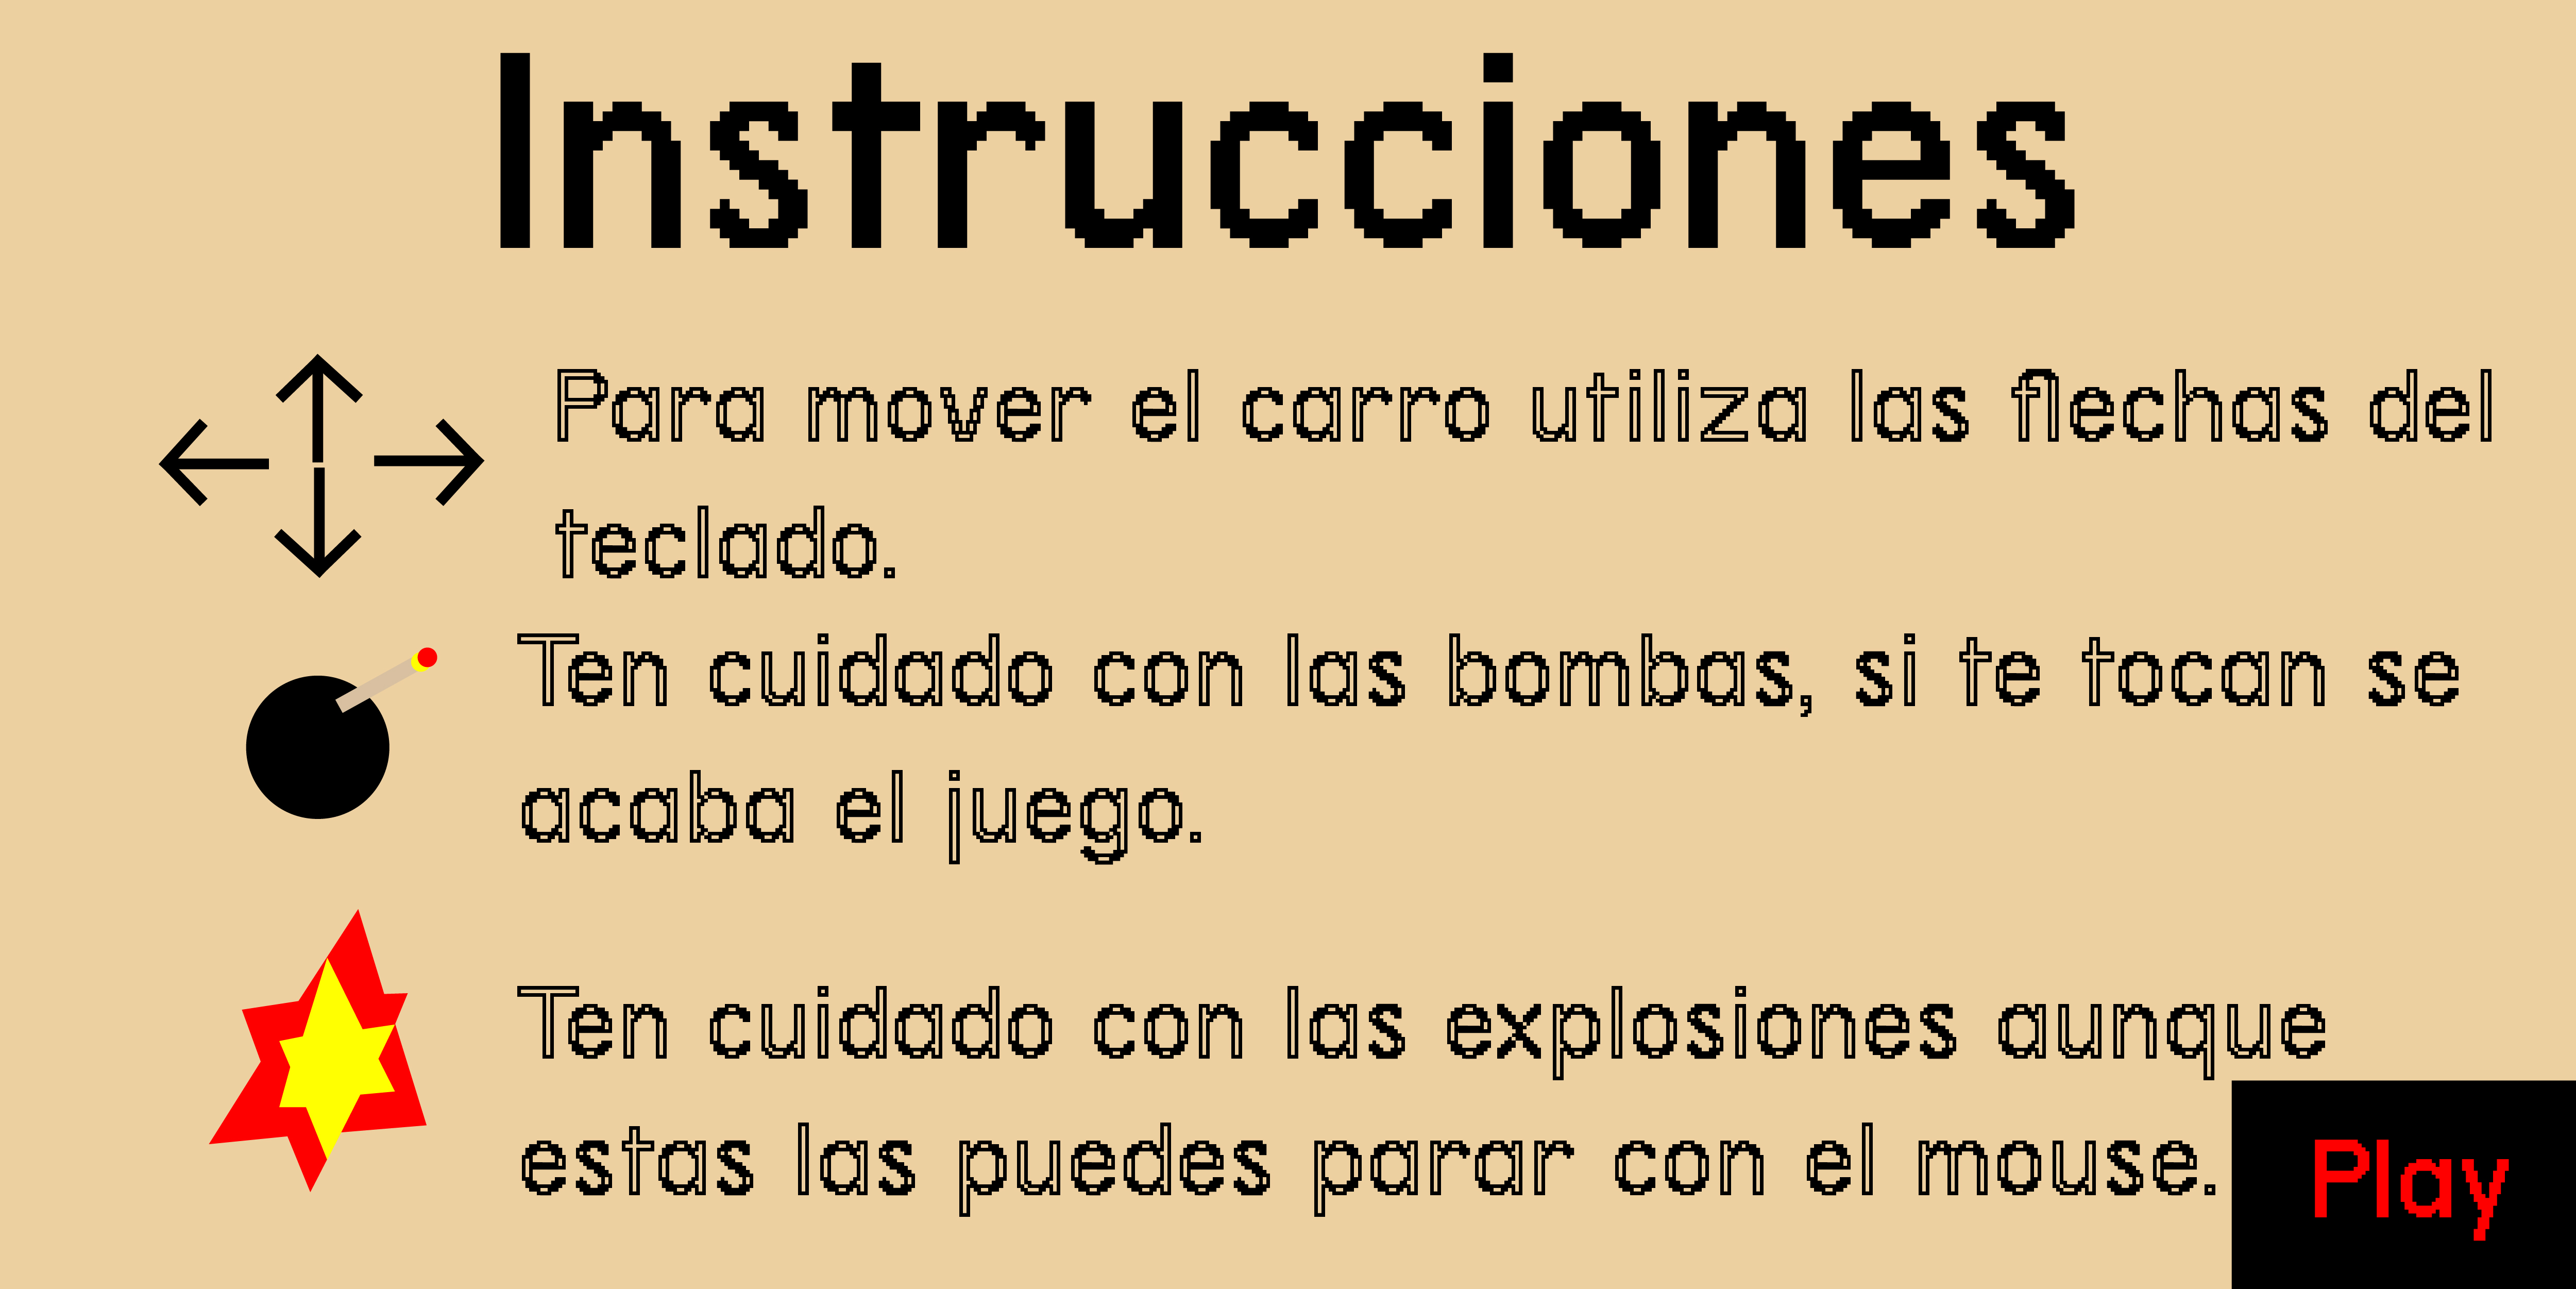 Instrucciones
Para mover el carro utiliza las flechas del
teclado.
Ten cuidado con las bombas, si te tocan se
acaba el juego.
Ten cuidado con las explosiones aunque
estas las puedes parar con el mouse.
Play